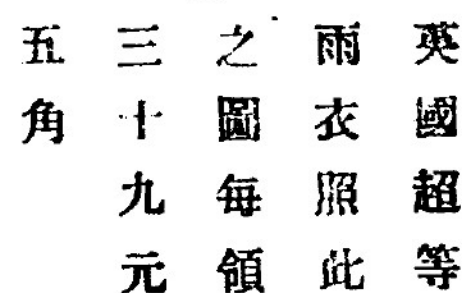 英國超等
雨衣照此
之圖每領
三十九元
五角